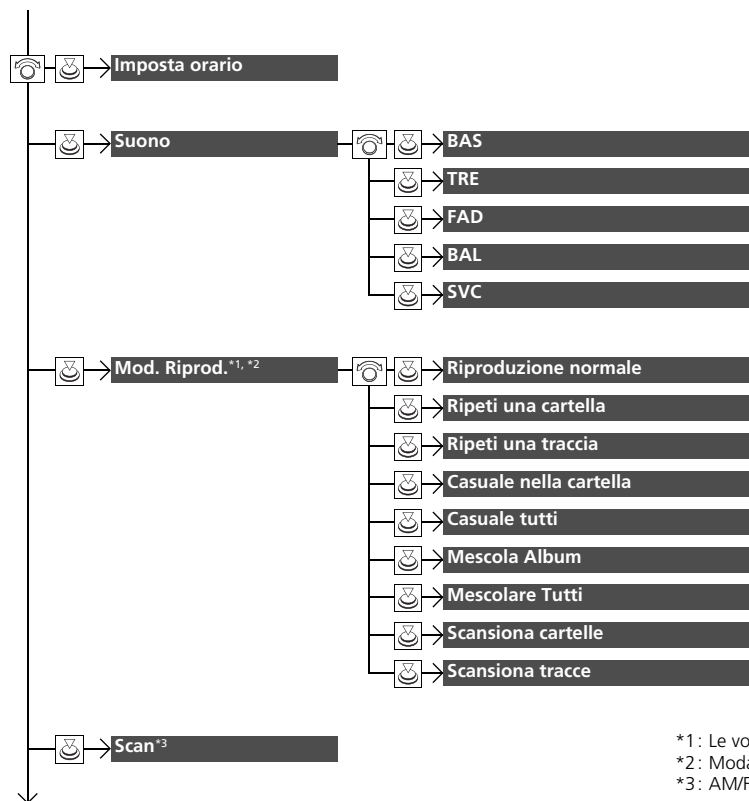 Imposta orario
Suono
BAS
TRE
FAD
BAL
SVC
Mod. Riprod.*1, *2
Riproduzione normale
Ripeti una cartella
Ripeti una traccia
Casuale nella cartella
Casuale tutti
Mescola Album
Mescolare Tutti
Scansiona cartelle
Scansiona tracce
Scan*3
*1: Le vo
*2: Moda
*3: AM/F